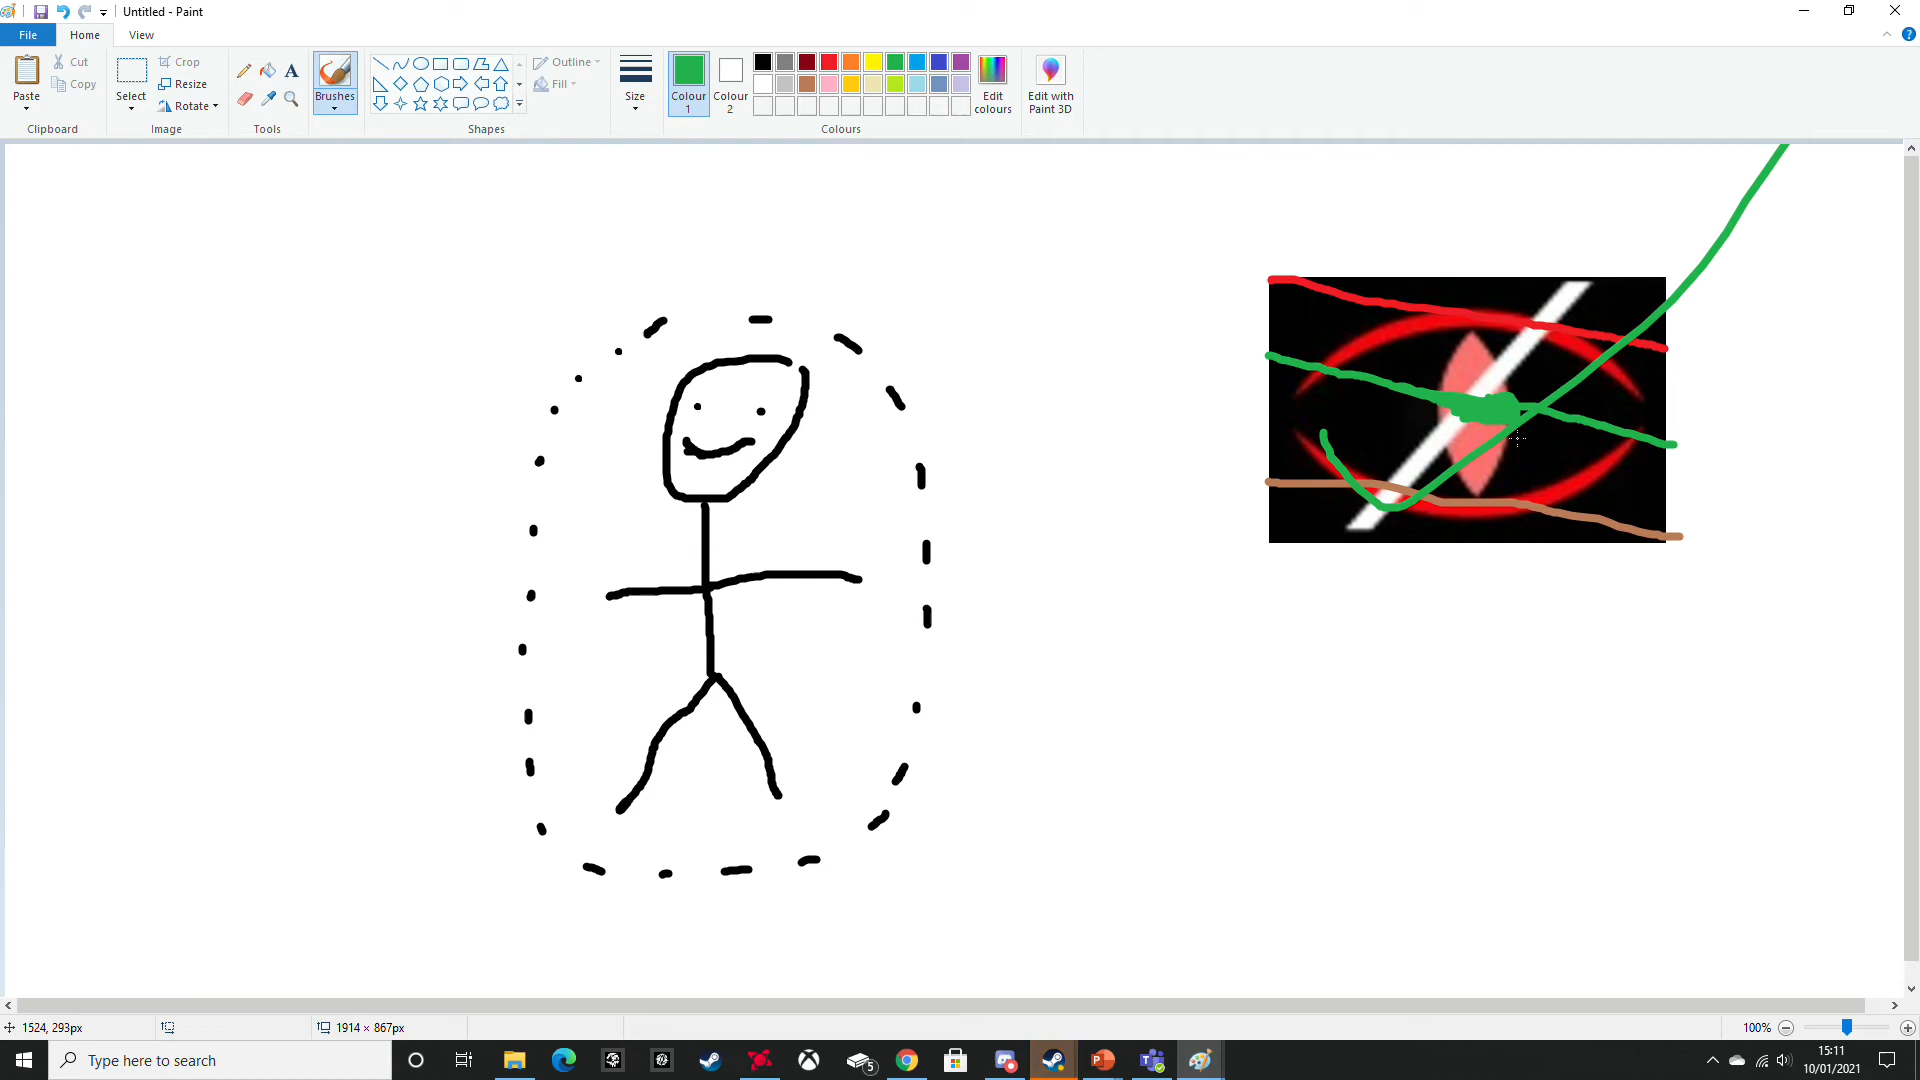 Untitled - Paint
File Home View
Paste Cut Copy
Clipboard
Select Crop Resize Rotate
Image
Tools
Brushes
Outline Fill
Shapes
Size
Colour 1 Colour 2
Edit colours
Colours
Edit with Paint 3D
1524, 293px 1914 × 867px 100%
Type here to search
5
15:11
10/01/2021